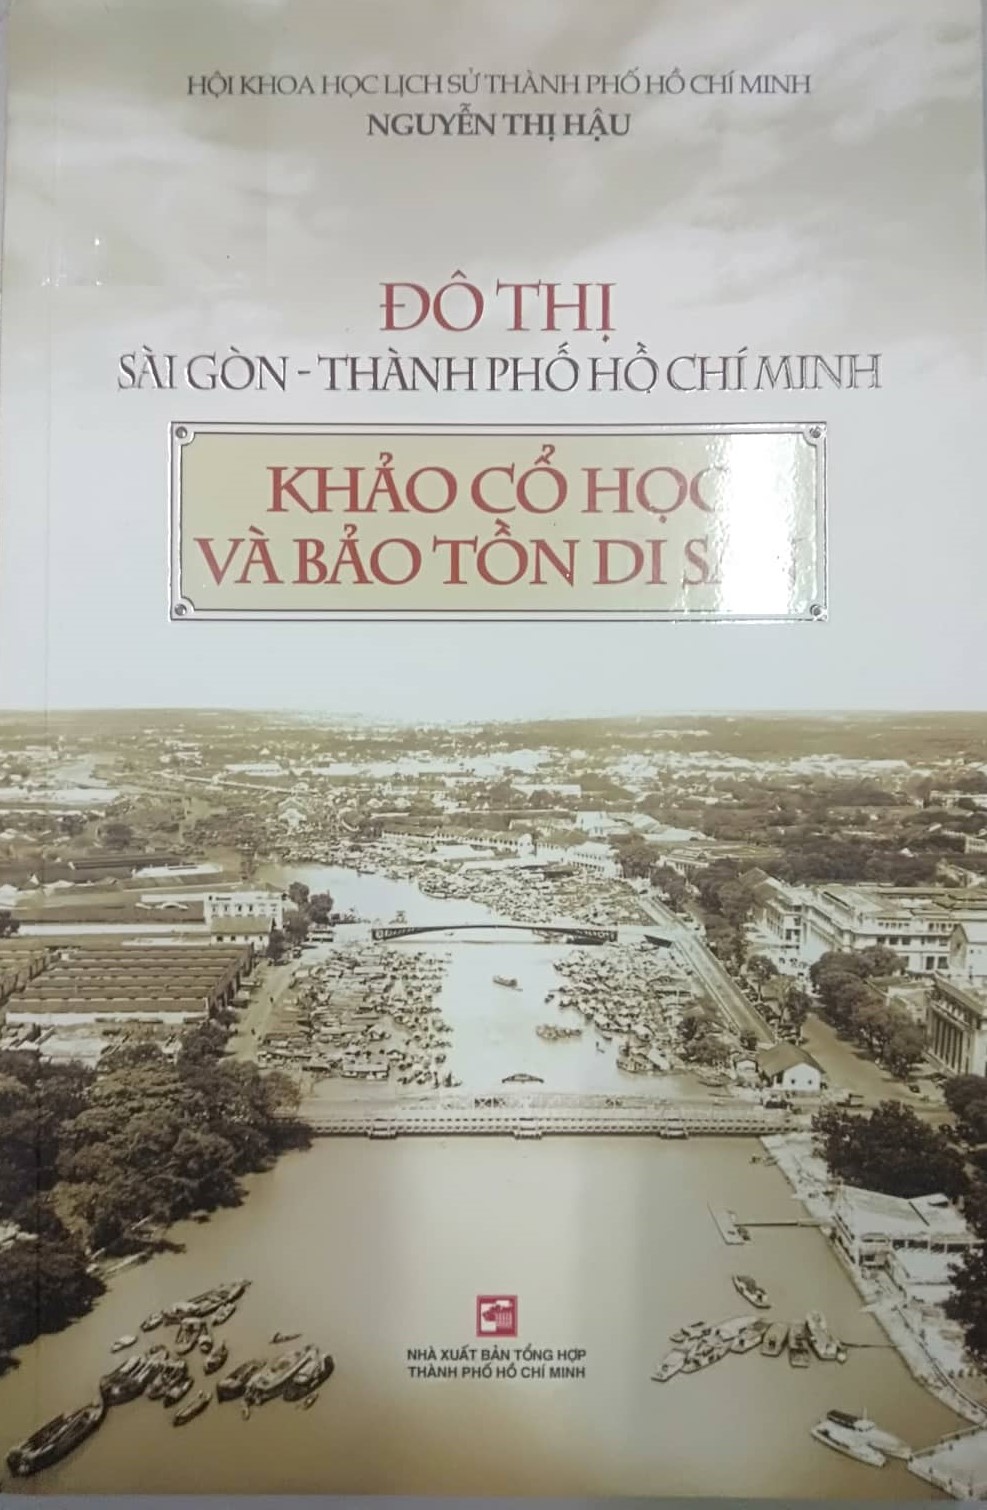 HỘI KHOA HỌC LỊCH SỬ THÀNH PHỐ HỒ CHÍ MINH
NGUYỄN THỊ HẬU
ĐÔ THỊ
SÀI GÒN - THÀNH PHỐ HỒ CHÍ MINH
KHẢO CỔ HỌC
VÀ BẢO TỒN DI
NHÀ XUẤT BẢN TỔNG HỢP
THÀNH PHỐ HỒ CHÍ MINH